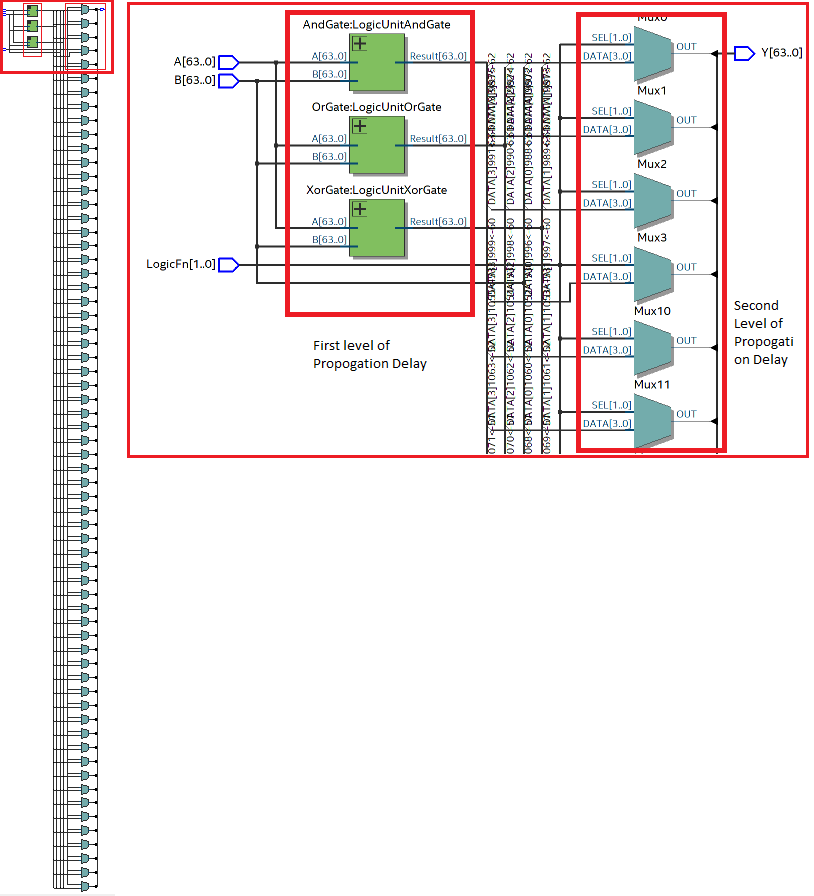 AndGate:LogicUnitAndGate
A[63..0]
A[63..0]
Result[63..0]
B[63..0]
B[63..0]
OrGate:LogicUnitOrGate
A[63..0]
Result[63..0]
B[63..0]
XorGate:LogicUnitXorGate
A[63..0]
Result[63..0]
B[63..0]
LogicFn[1..0]
First level of
Propogation Delay
Mux0
SEL[1..0]
OUT
DATA[3..0]
Y[63..0]
Mux1
SEL[1..0]
OUT
DATA[3..0]
Mux2
SEL[1..0]
OUT
DATA[3..0]
Mux3
SEL[1..0]
OUT
DATA[3..0]
Mux10
SEL[1..0]
OUT
DATA[3..0]
Mux11
SEL[1..0]
OUT
DATA[3..0]
Second
Level of
Propogati
on Delay